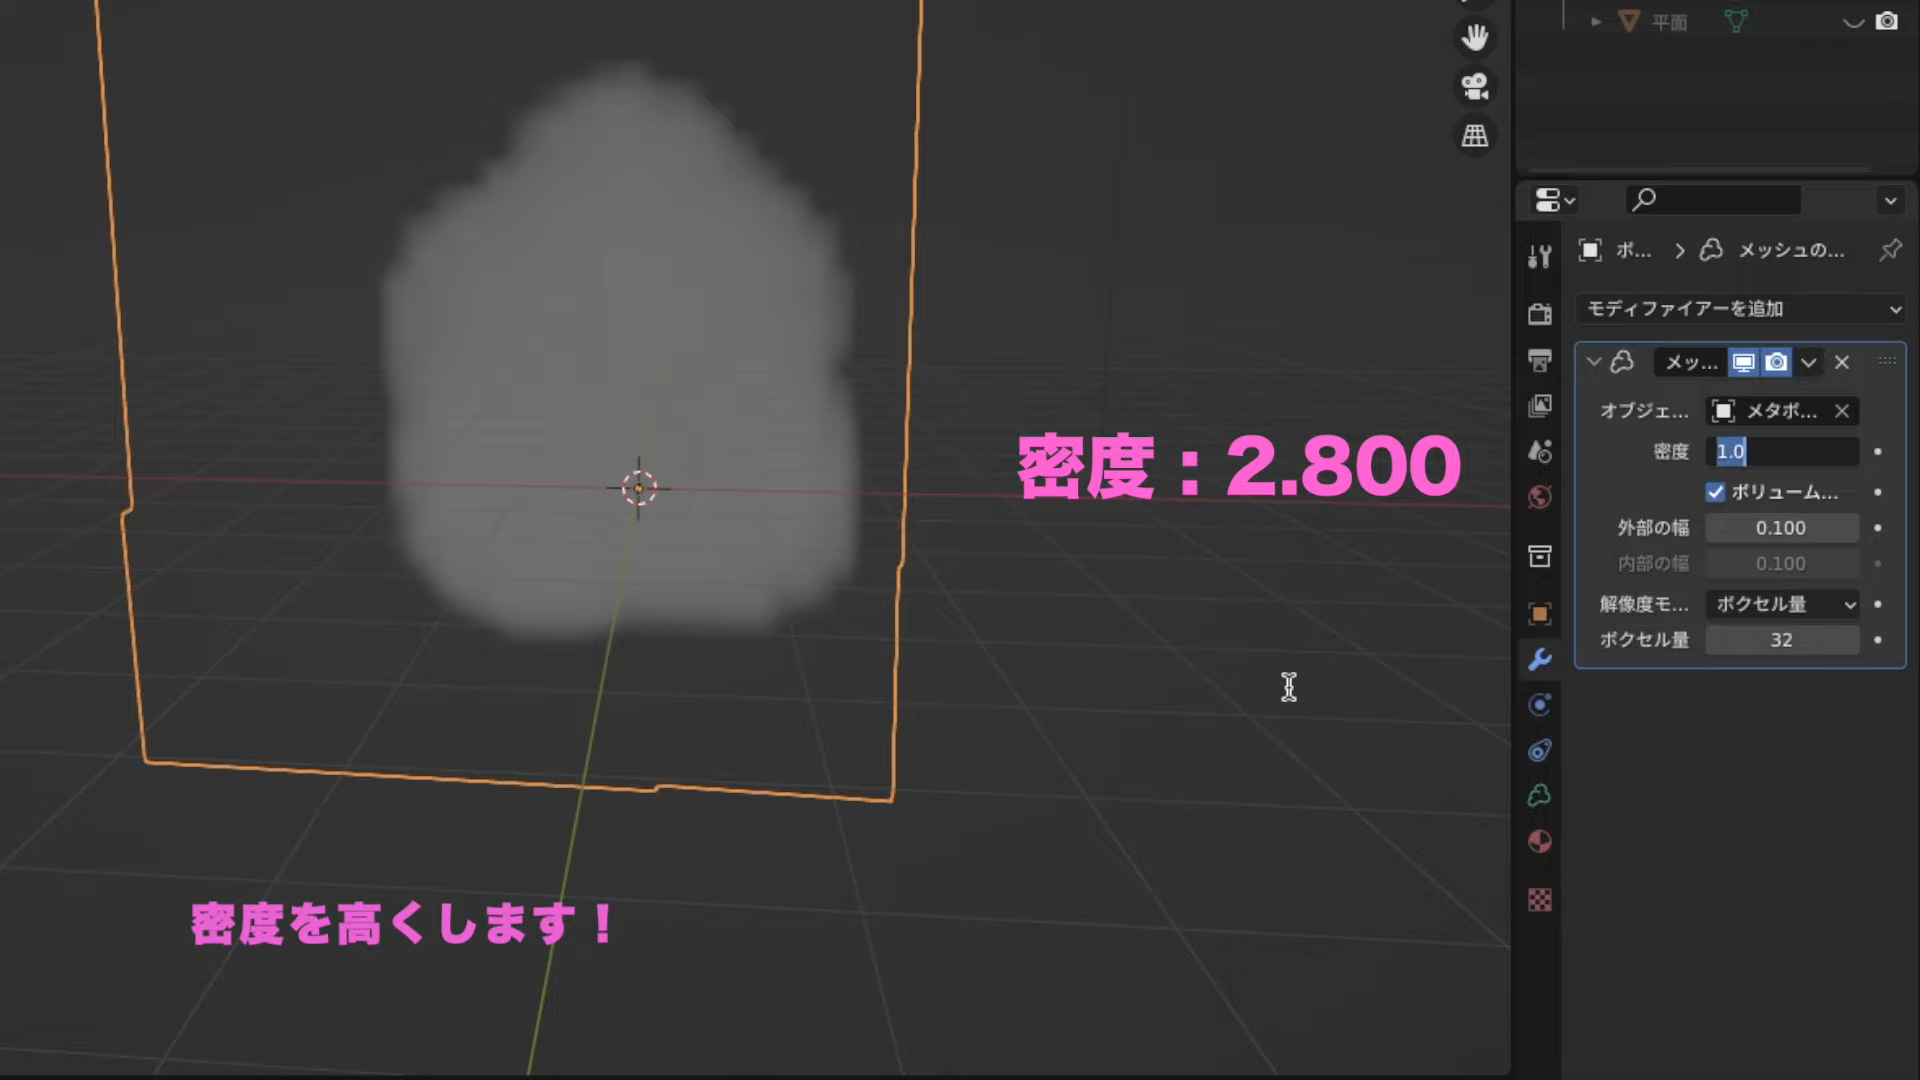 平面
ボ...
メッシュの...
モディファイアーを追加
メッ...
オブジェ...
メタボ...
密度
1.0
ボリューム...
外部の幅
0.100
内部の幅
0.100
解像度モ...
ボクセル量
ボクセル量
32
密度：2.800
密度を高くします！